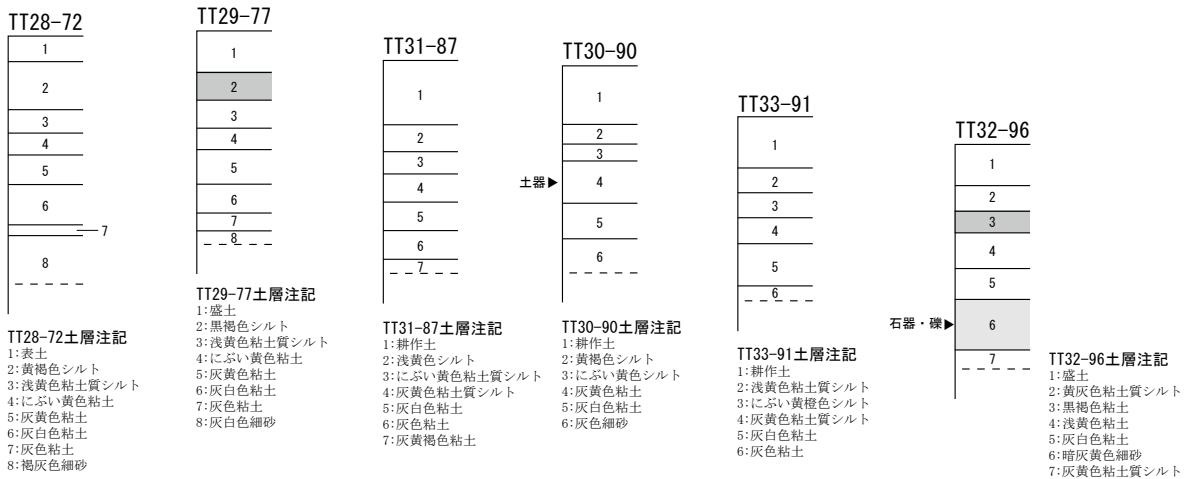 TT28-72
1
2
3
4
5
6
7
8
TT28-72土層注記
1:表土
2:黄褐色シルト
3:浅黄色粘土質シルト
4:にぶい黄色粘土
5:灰黄色粘土
6:灰白色粘土
7:灰色粘土
8:褐灰色細砂
TT29-77
1
2
3
4
5
6
7
8
TT29-77土層注記
1:盛土
2:黒褐色シルト
3:浅黄色粘土質シルト
4:にぶい黄色粘土
5:灰黄色粘土
6:灰白色粘土
7:灰色粘土
8:灰白色細砂
TT31-87
1
2
3
4
5
6
7
TT31-87土層注記
1:耕作土
2:浅黄色シルト
3:にぶい黄色粘土質シルト
4:灰黄色粘土質シルト
5:灰白色粘土
6:灰色粘土
7:灰黄褐色粘土
TT30-90
1
2
3
土器▶ 4
5
6
TT30-90土層注記
1:耕作土
2:黄褐色シルト
3:にぶい黄色シルト
4:灰黄色粘土
5:灰白色粘土
6:灰色細砂
TT33-91
1
2
3
4
5
6
TT33-91土層注記
1:耕作土
2:浅黄色粘土質シルト
3:にぶい黄橙色シルト
4:灰黄色粘土質シルト
5:灰白色粘土
6:灰色粘土
TT32-96
1
2
3
4
5
石器・礫▶ 6
7
TT32-96土層注記
1:盛土
2:黄灰色粘土質シルト
3:黒褐色粘土
4:浅黄色粘土
5:灰白色粘土
6:暗灰黄色細砂
7:灰黄色粘土質シルト